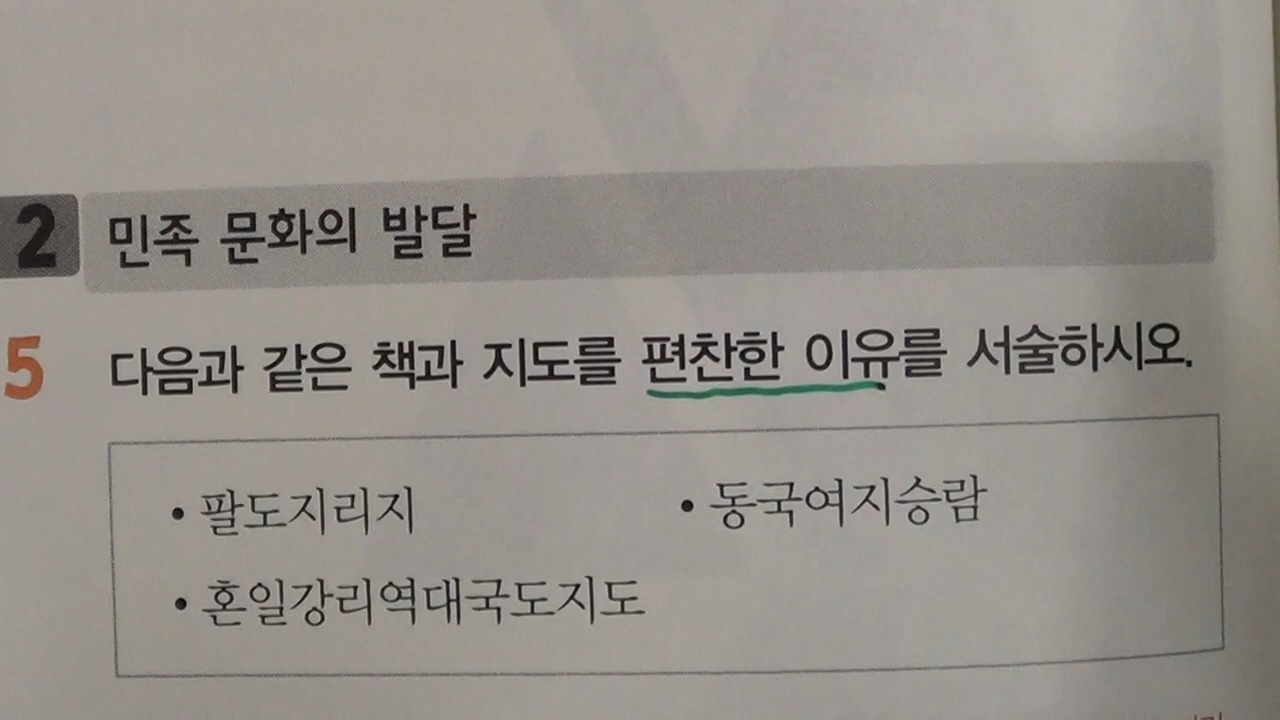 2 민족 문화의 발달
5 다음과 같은 책과 지도를 편찬한 이유를 서술하시오.
• 팔도지리지 • 동국여지승람
• 혼일강리역대국도지도